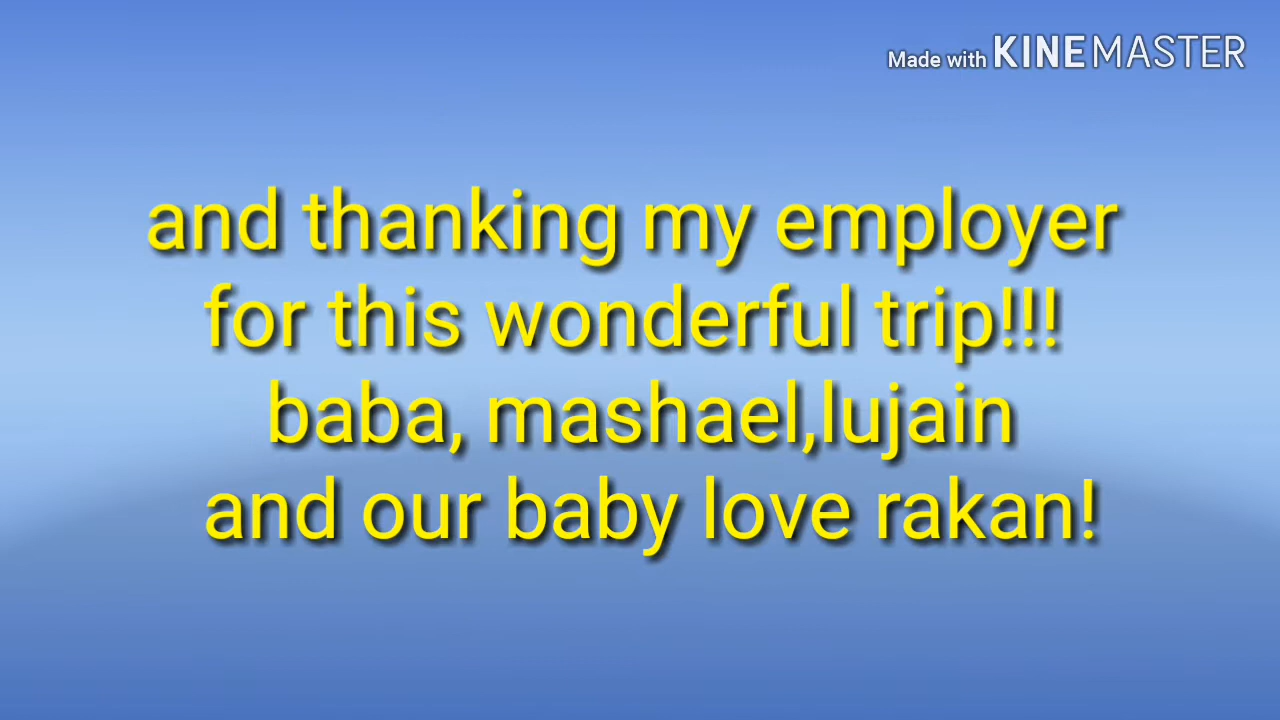 Made with KINEMASTER
and thanking my employer
for this wonderful trip!!!
baba, mashael,lujain
and our baby love rakan!